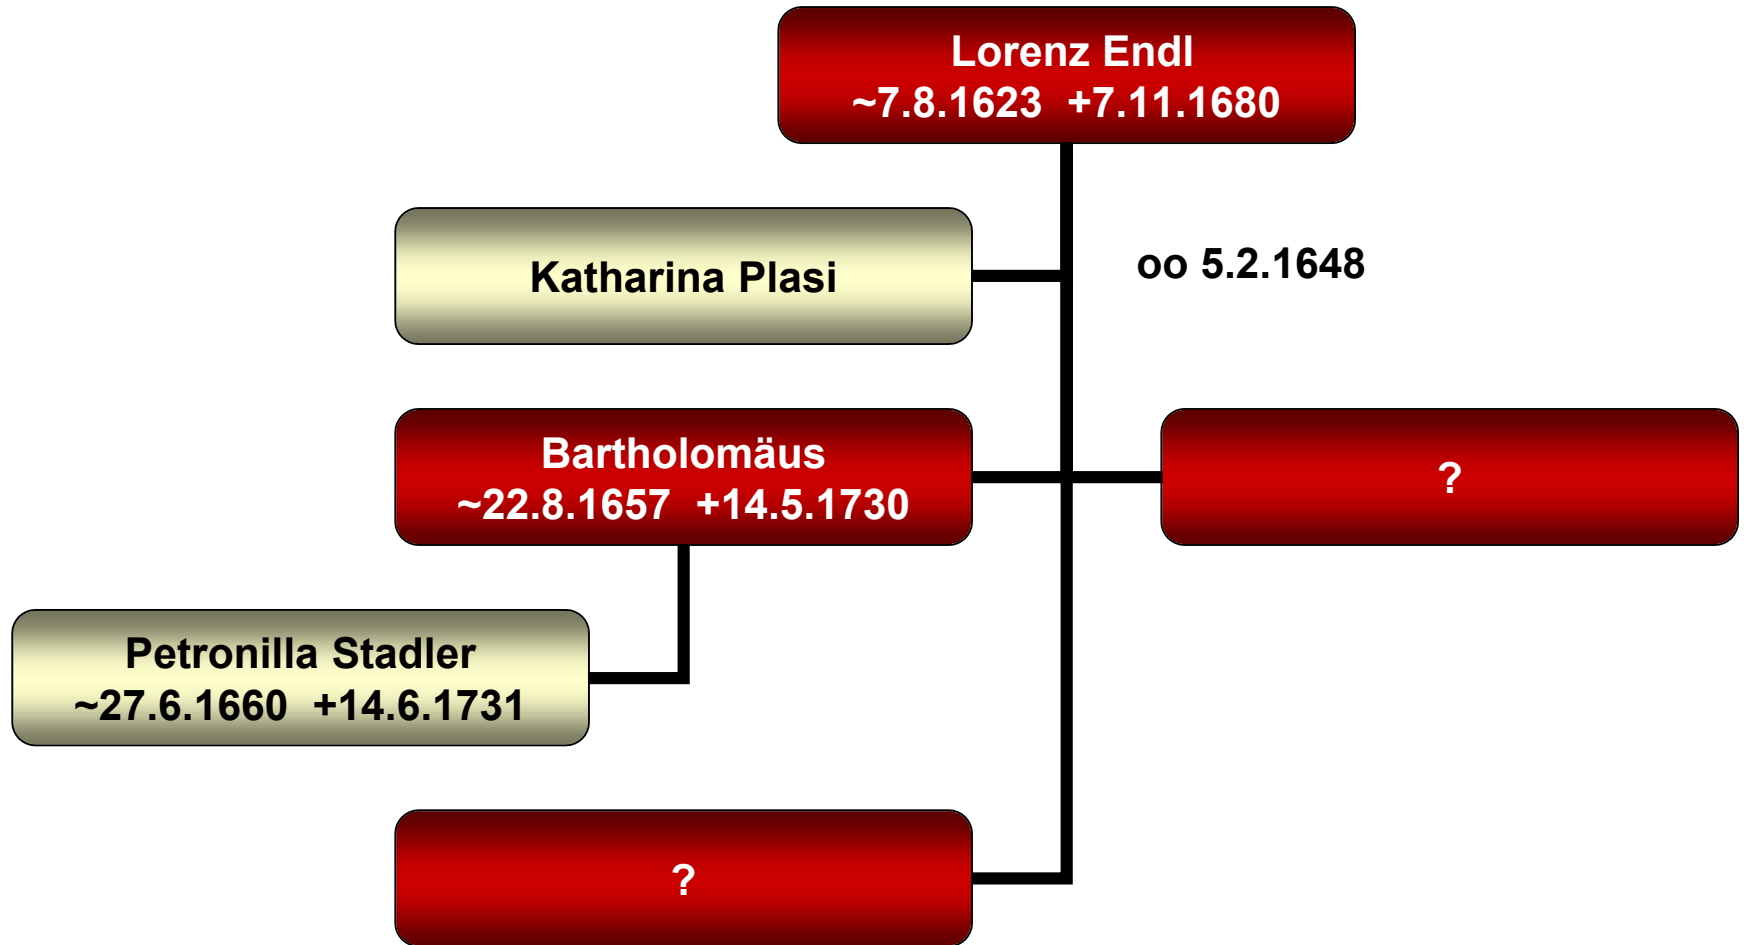 Lorenz Endl
~7.8.1623 +7.11.1680
Katharina Plasi
oo 5.2.1648
Bartholomäus
~22.8.1657 +14.5.1730
?
Petronilla Stadler
~27.6.1660 +14.6.1731
?